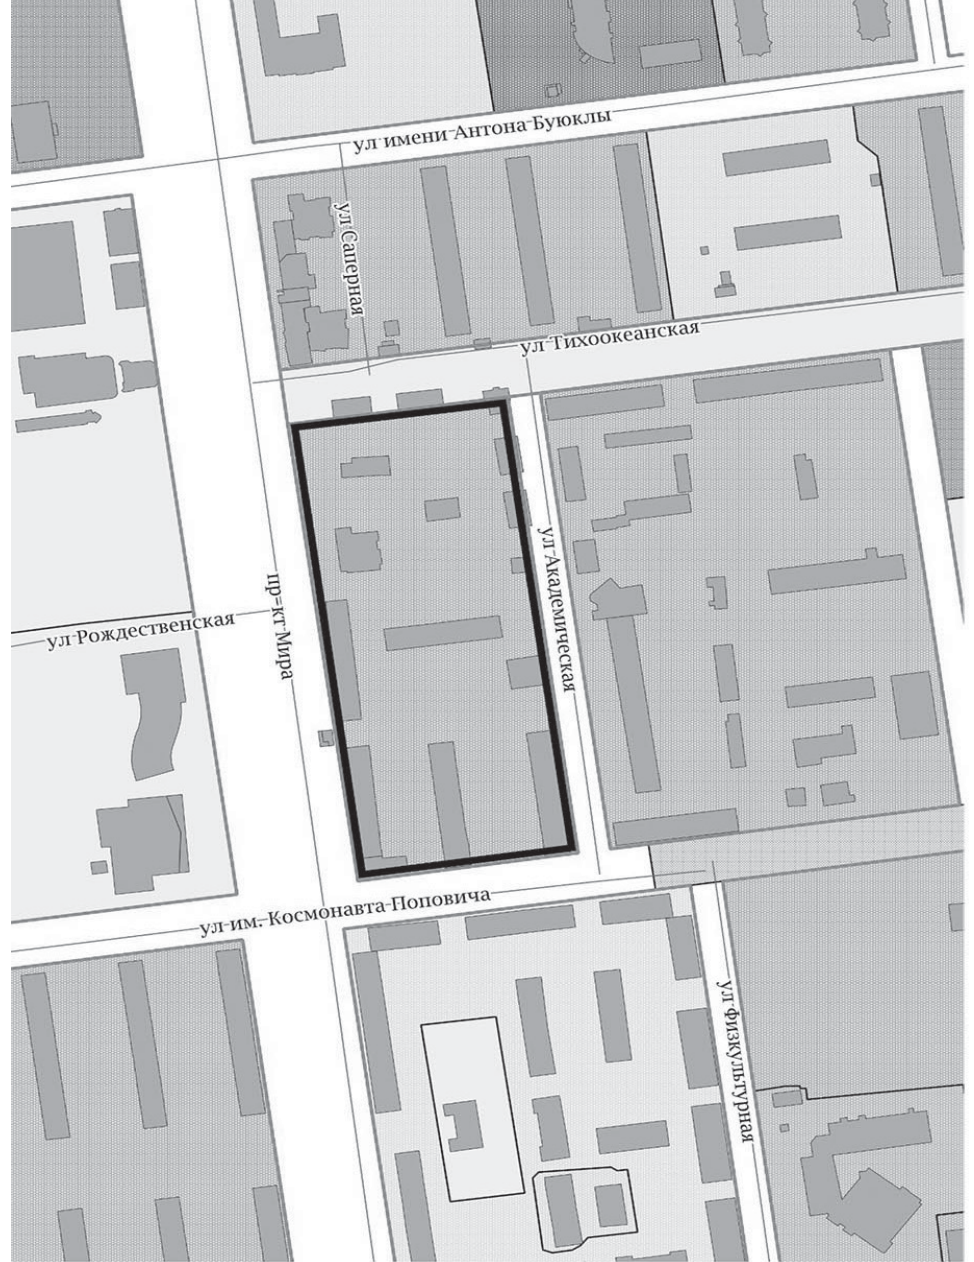 ул имени Антона Буюклы
ул Саперная
ул Тихоокеанская
ул Академическая
пр-кт Мира
ул Рождественская
ул им. Космонавта Поповича
ул Физкультурная